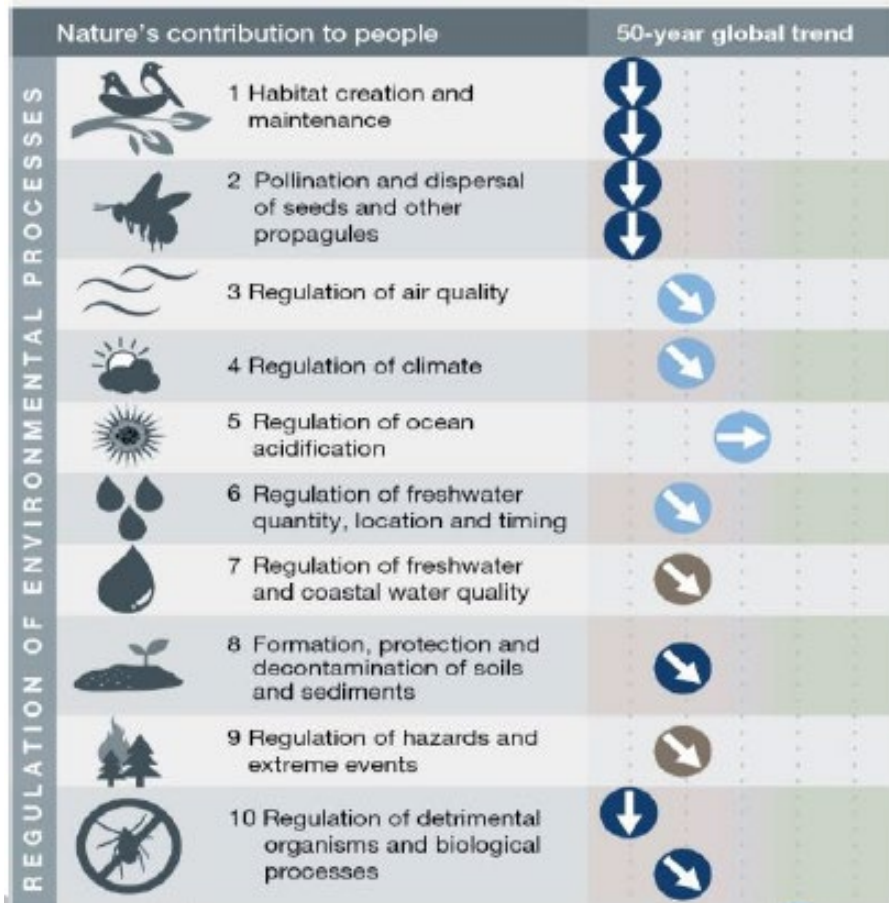 Nature's contribution to people
50-year global trend
REGULATION OF ENVIRONMENTAL PROCESSES
1 Habitat creation and
maintenance
2 Pollination and dispersal
of seeds and other
propagules
3 Regulation of air quality
4 Regulation of climate
5 Regulation of ocean
acidification
6 Regulation of freshwater
quantity, location and timing
7 Regulation of freshwater
and coastal water quality
8 Formation, protection and
decontamination of soils
and sediments
9 Regulation of hazards and
extreme events
10 Regulation of detrimental
organisms and biological
processes